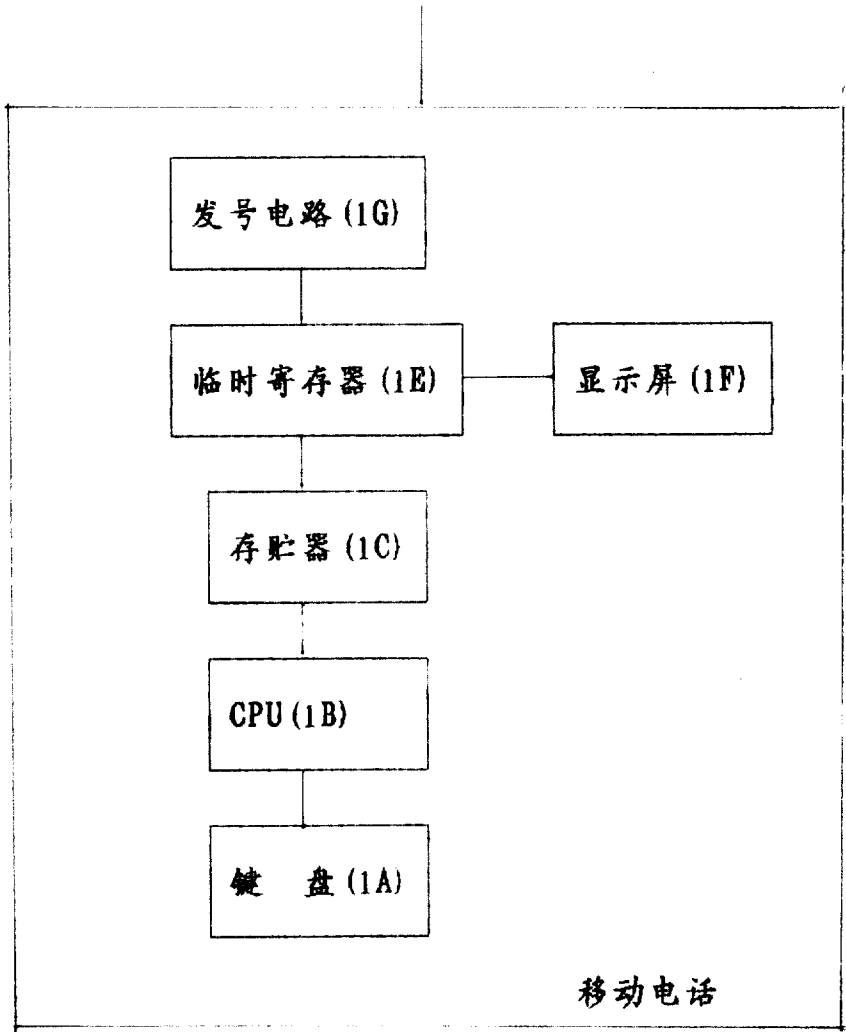 发号电路(1G)
临时寄存器(1E)
显示屏(1F)
存贮器(1C)
CPU(1B)
键 盘(1A)
移动电话